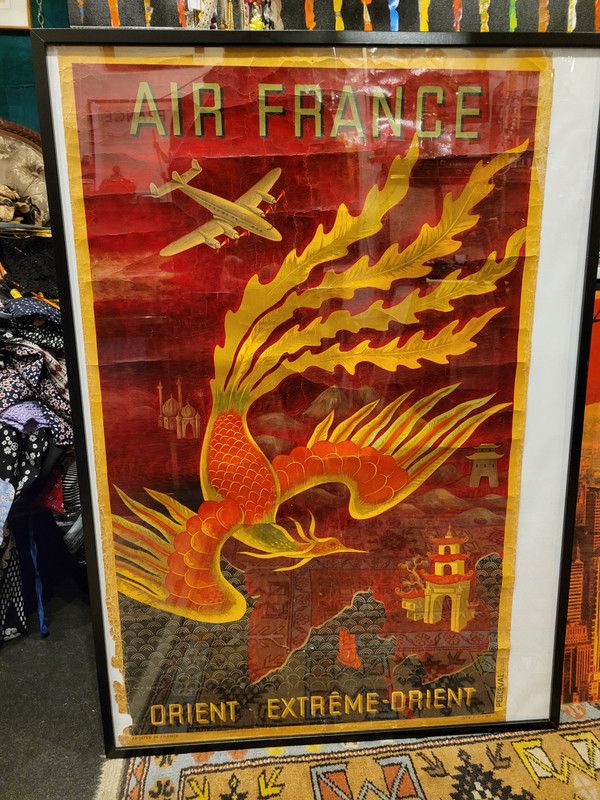 AIR FRANCE
ORIENT · EXTRÊME-ORIENT
PERCEVAL